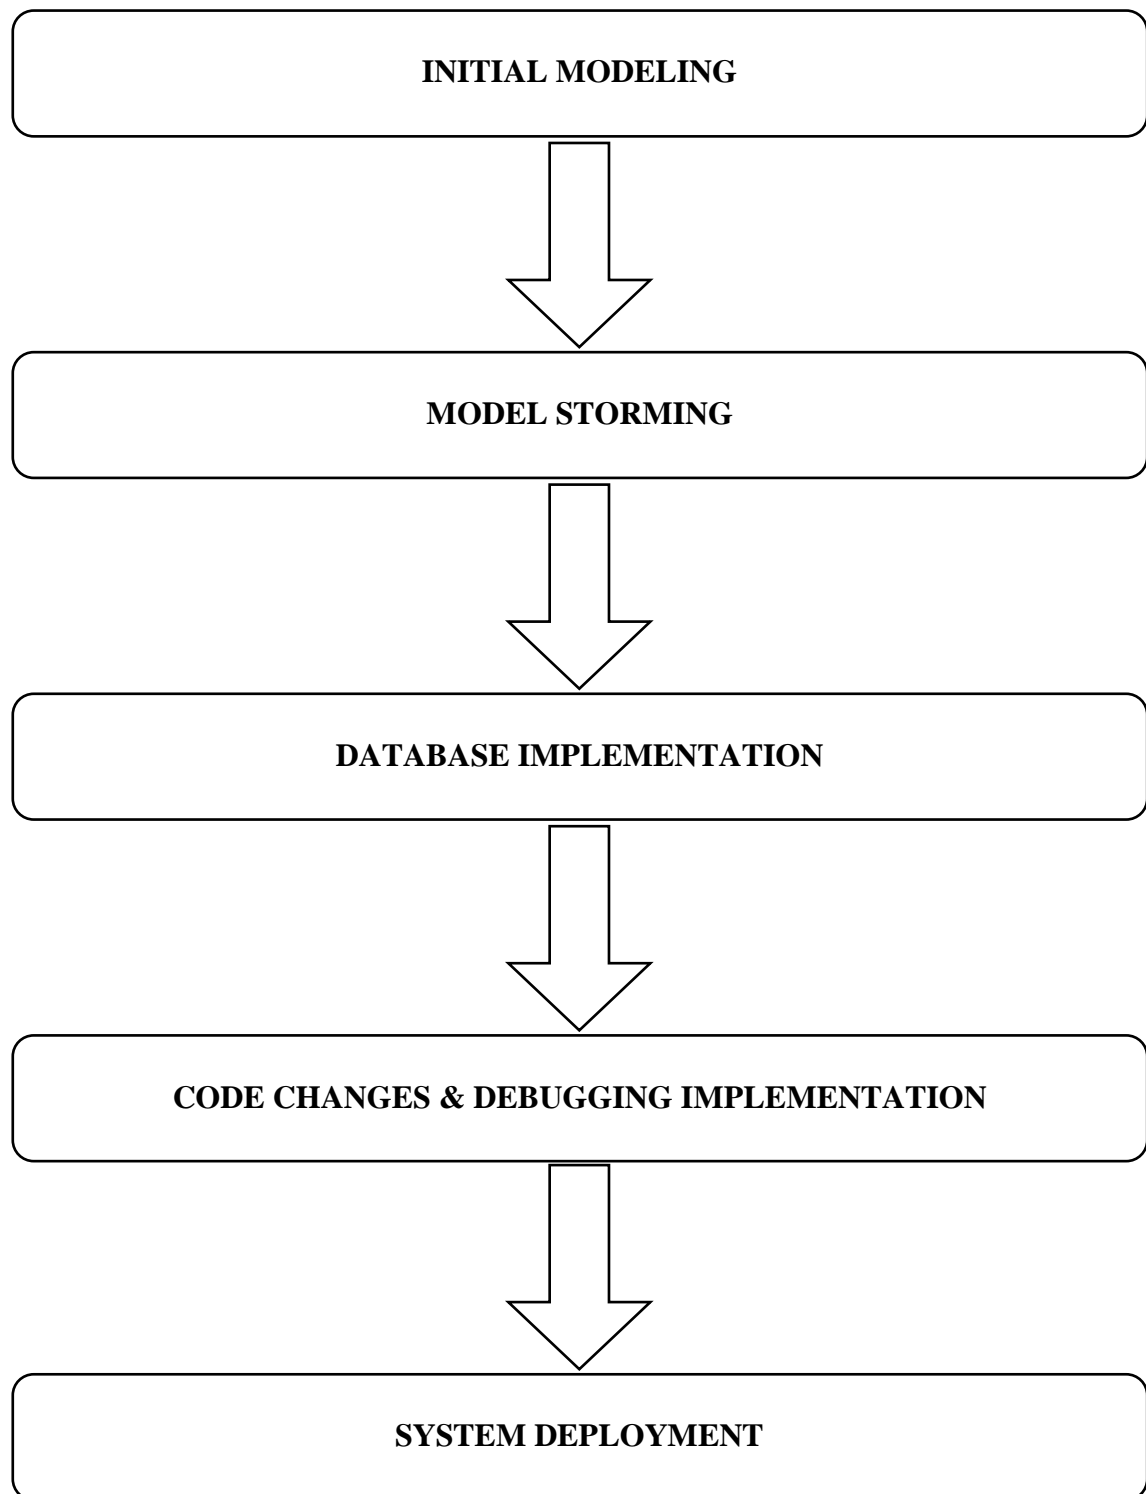 INITIAL MODELING
MODEL STORMING
DATABASE IMPLEMENTATION
CODE CHANGES & DEBUGGING IMPLEMENTATION
SYSTEM DEPLOYMENT